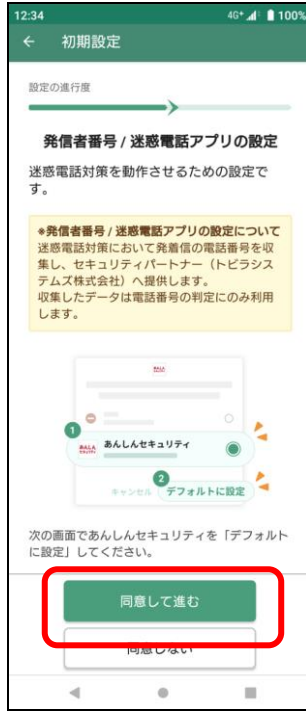 12:34
4G+ 100%
← 初期設定
設定の進行度
発信者番号 / 迷惑電話アプリの設定
迷惑電話対策を動作させるための設定で
す。
※発信者番号 / 迷惑電話アプリの設定について
迷惑電話対策において発着信の電話番号を収
集し、セキュリティパートナー（トビラシス
テムズ株式会社）へ提供します。
収集したデータは電話番号の判定にのみ利用
します。
1
あんしんセキュリティ
2
キャンセル デフォルトに設定
次の画面であんしんセキュリティを「デフォルト
に設定」してください。
同意して進む
同意しない